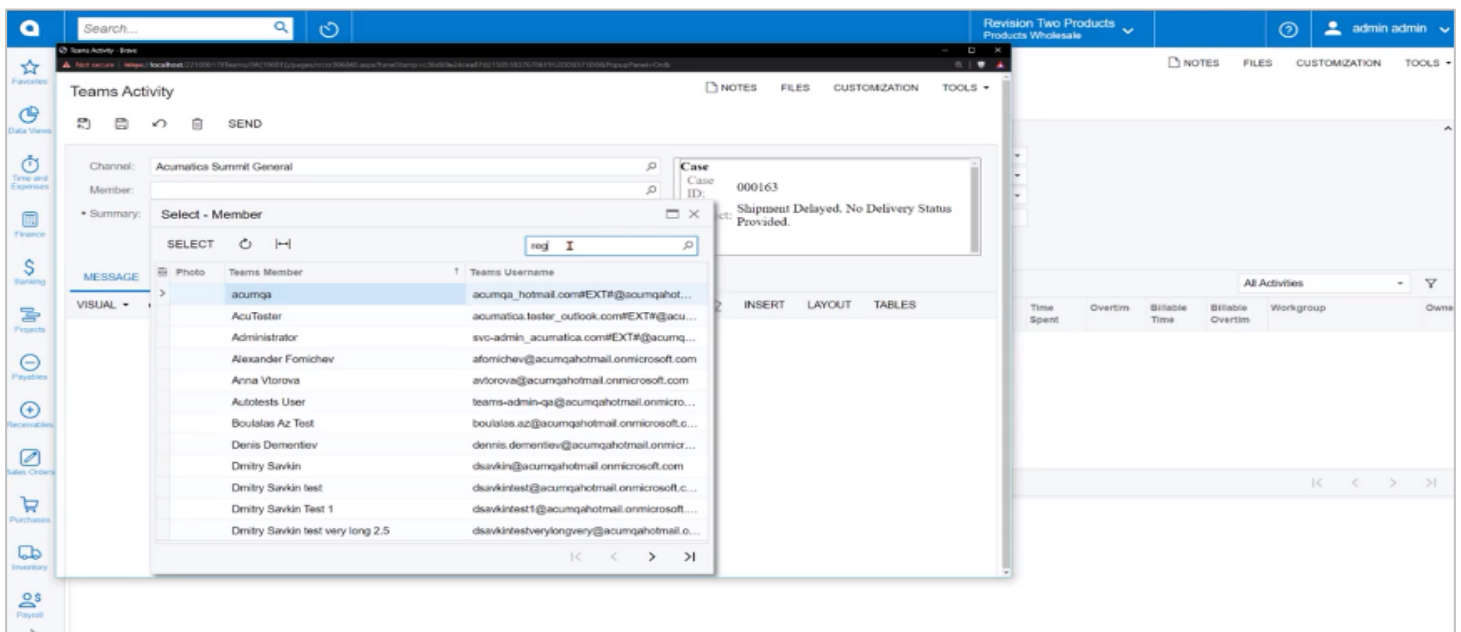 Search...
Revision Two Products
Products Wholesale
admin admin
Favorites
Data Views
Time and
Expenses
Finance
Banking
Projects
Payables
Receivables
Sales Orders
Purchases
Inventory
Payroll
NOTES FILES CUSTOMIZATION TOOLS
Teams Activity - Brave
Not secure
Teams Activity
NOTES FILES CUSTOMIZATION TOOLS
SEND
Channel: Acumatica Summit General
Member:
• Summary:
Case
Case
ID: 000163
Shipment Delayed. No Delivery Status
Provided.
MESSAGE
VISUAL
INSERT LAYOUT TABLES
Select - Member
SELECT
reg
Photo Teams Member Teams Username
acumqa acumqa_hotmail.com#EXT#@acumqahot...
AcuTester acumatica.tester_outlook.com#EXT#@acu...
Administrator svc-admin_acumatica.com#EXT#@acumq...
Alexander Fomichev afomichev@acumqahotmail.onmicrosoft.com
Anna Vtorova avtorova@acumqahotmail.onmicrosoft.com
Autotests User teams-admin-qa@acumqahotmail.onmicro...
Boulalas Az Test boulalas.az@acumqahotmail.onmicrosoft.c...
Denis Dementiev dennis.dementiev@acumqahotmail.onmicr...
Dmitry Savkin dsavkin@acumqahotmail.onmicrosoft.com
Dmitry Savkin test dsavkintest@acumqahotmail.onmicrosoft.c...
Dmitry Savkin Test 1 dsavkintest1@acumqahotmail.onmicrosoft....
Dmitry Savkin test very long 2.5 dsavkintestverylongvery@acumqahotmail.o...
All Activities
Time
Spent
Overtim
Billable
Time
Billable
Overtim
Workgroup
Owne